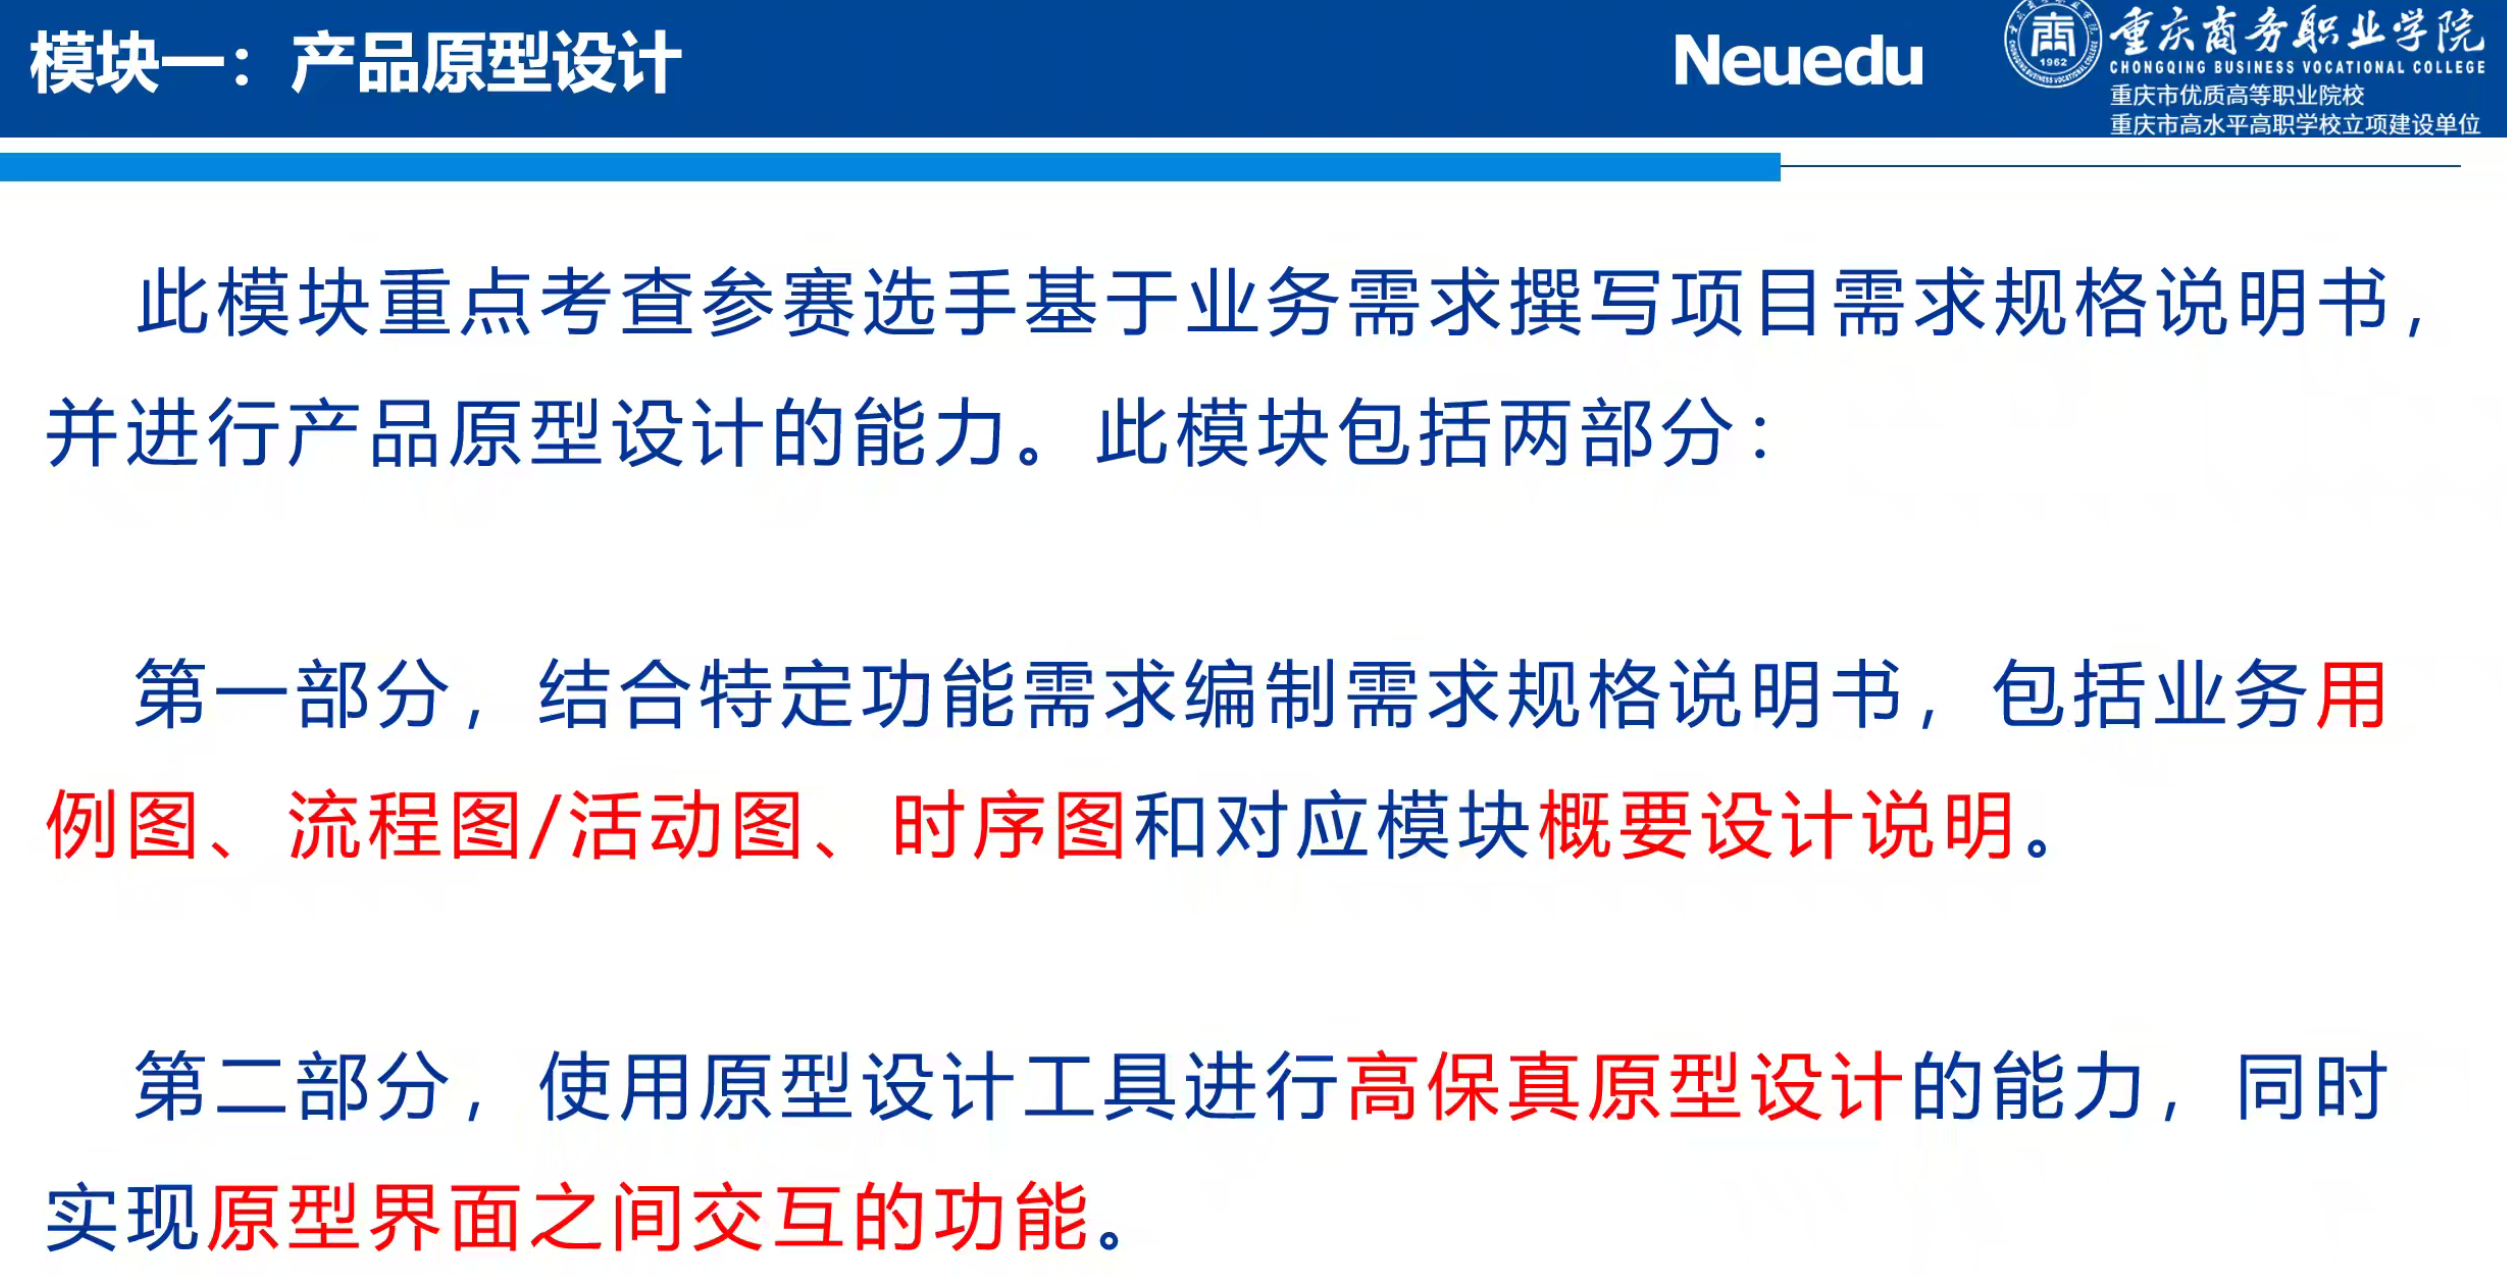 模块一：产品原型设计
Neuedu
1962
重庆商务职业学院
CHONGQING BUSINESS VOCATIONAL COLLEGE
重庆市优质高等职业院校
重庆市高水平高职学校立项建设单位
此模块重点考查参赛选手基于业务需求撰写项目需求规格说明书，
并进行产品原型设计的能力。此模块包括两部分：
第一部分，结合特定功能需求编制需求规格说明书，包括业务用
例图、流程图/活动图、时序图和对应模块概要设计说明。
第二部分，使用原型设计工具进行高保真原型设计的能力，同时
实现原型界面之间交互的功能。